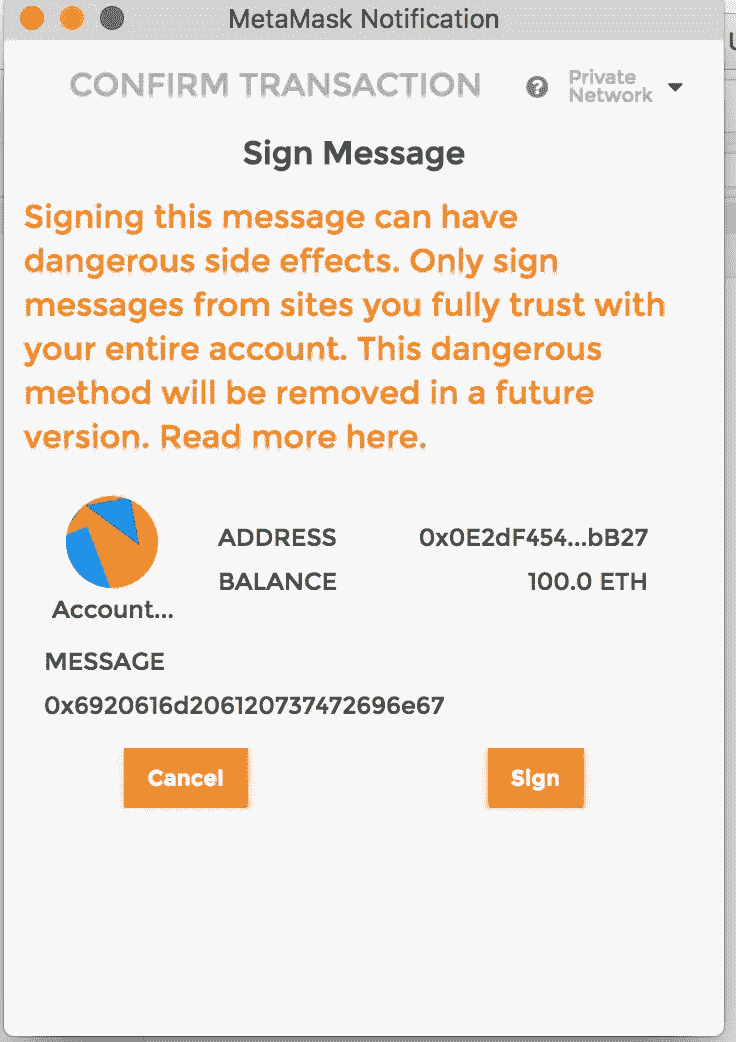 MetaMask Notification
CONFIRM TRANSACTION
Private
Network
Sign Message
Signing this message can have
dangerous side effects. Only sign
messages from sites you fully trust with
your entire account. This dangerous
method will be removed in a future
version. Read more here.
ADDRESS 0x0E2dF454...bB27
BALANCE 100.0 ETH
Account...
MESSAGE
0x6920616d206120737472696e67
Cancel Sign